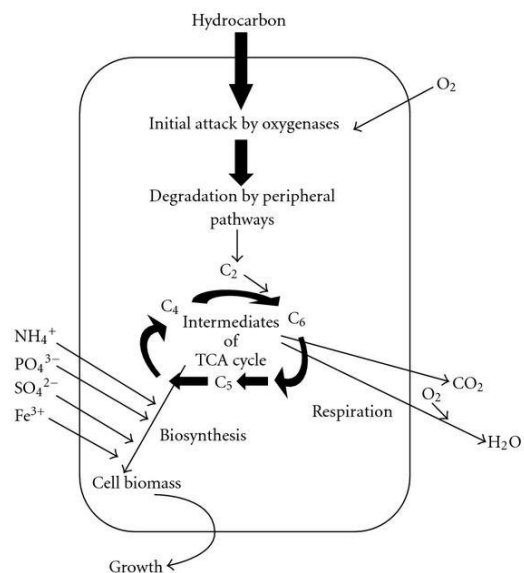 Hydrocarbon
O₂
Initial attack by oxygenases
Degradation by peripheral
pathways
C₂
C₄
C₆
Intermediates
of
TCA cycle
C₅
NH₄⁺
PO₄³⁻
SO₄²⁻
Fe³⁺
CO₂
O₂
Respiration
H₂O
Biosynthesis
Cell biomass
Growth